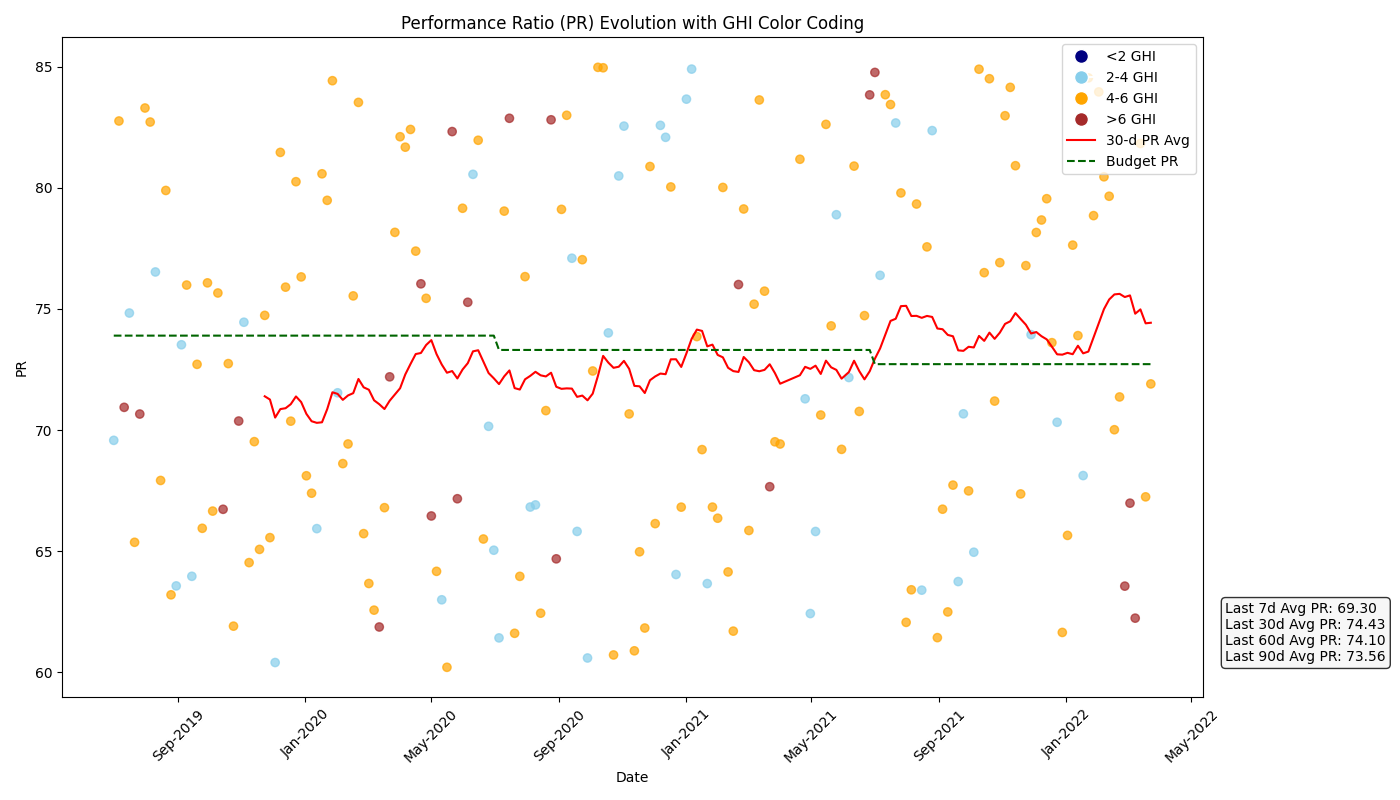 Performance Ratio (PR) Evolution with GHI Color Coding
85
80
75
70
65
60
PR
<2 GHI
2-4 GHI
4-6 GHI
>6 GHI
30-d PR Avg
Budget PR
Last 7d Avg PR: 69.30
Last 30d Avg PR: 74.43
Last 60d Avg PR: 74.10
Last 90d Avg PR: 73.56
Sep-2019
Jan-2020
May-2020
Sep-2020
Jan-2021
May-2021
Sep-2021
Jan-2022
May-2022
Date